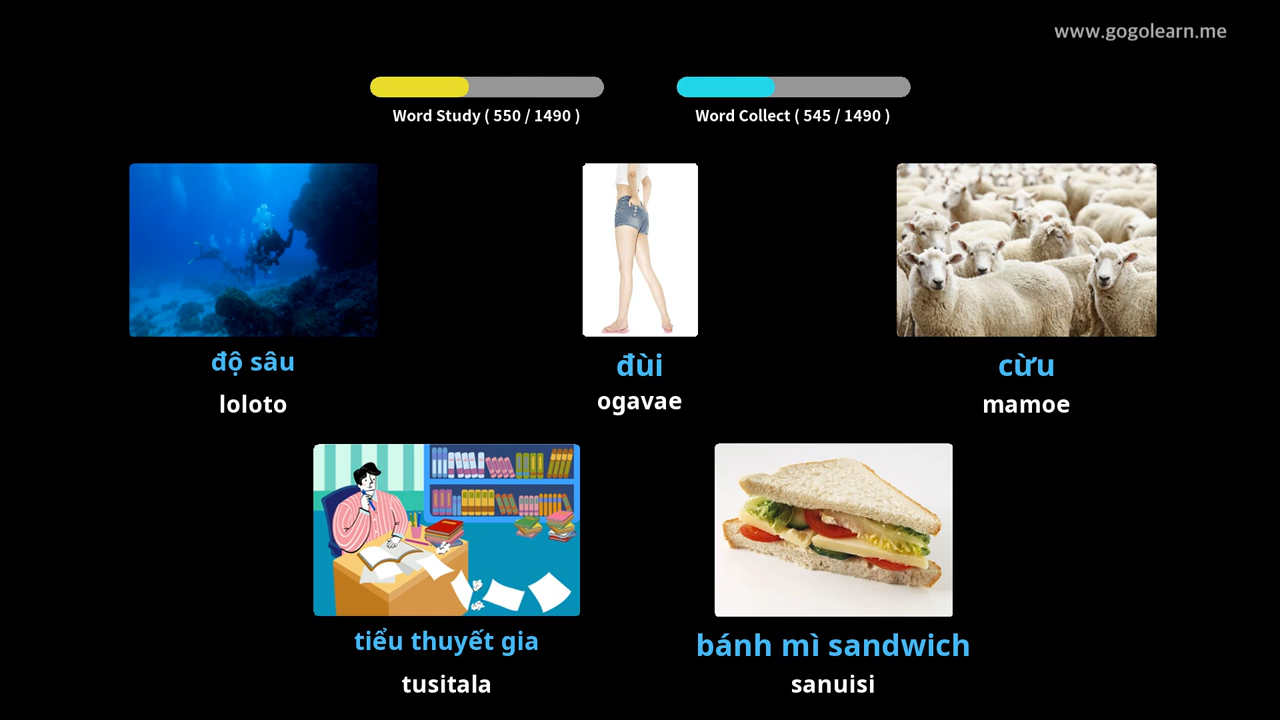 www.gogolearn.me
Word Study ( 550 / 1490 )
Word Collect ( 545 / 1490 )
độ sâu
loloto
đùi
ogavae
cừu
mamoe
tiểu thuyết gia
tusitala
bánh mì sandwich
sanuisi